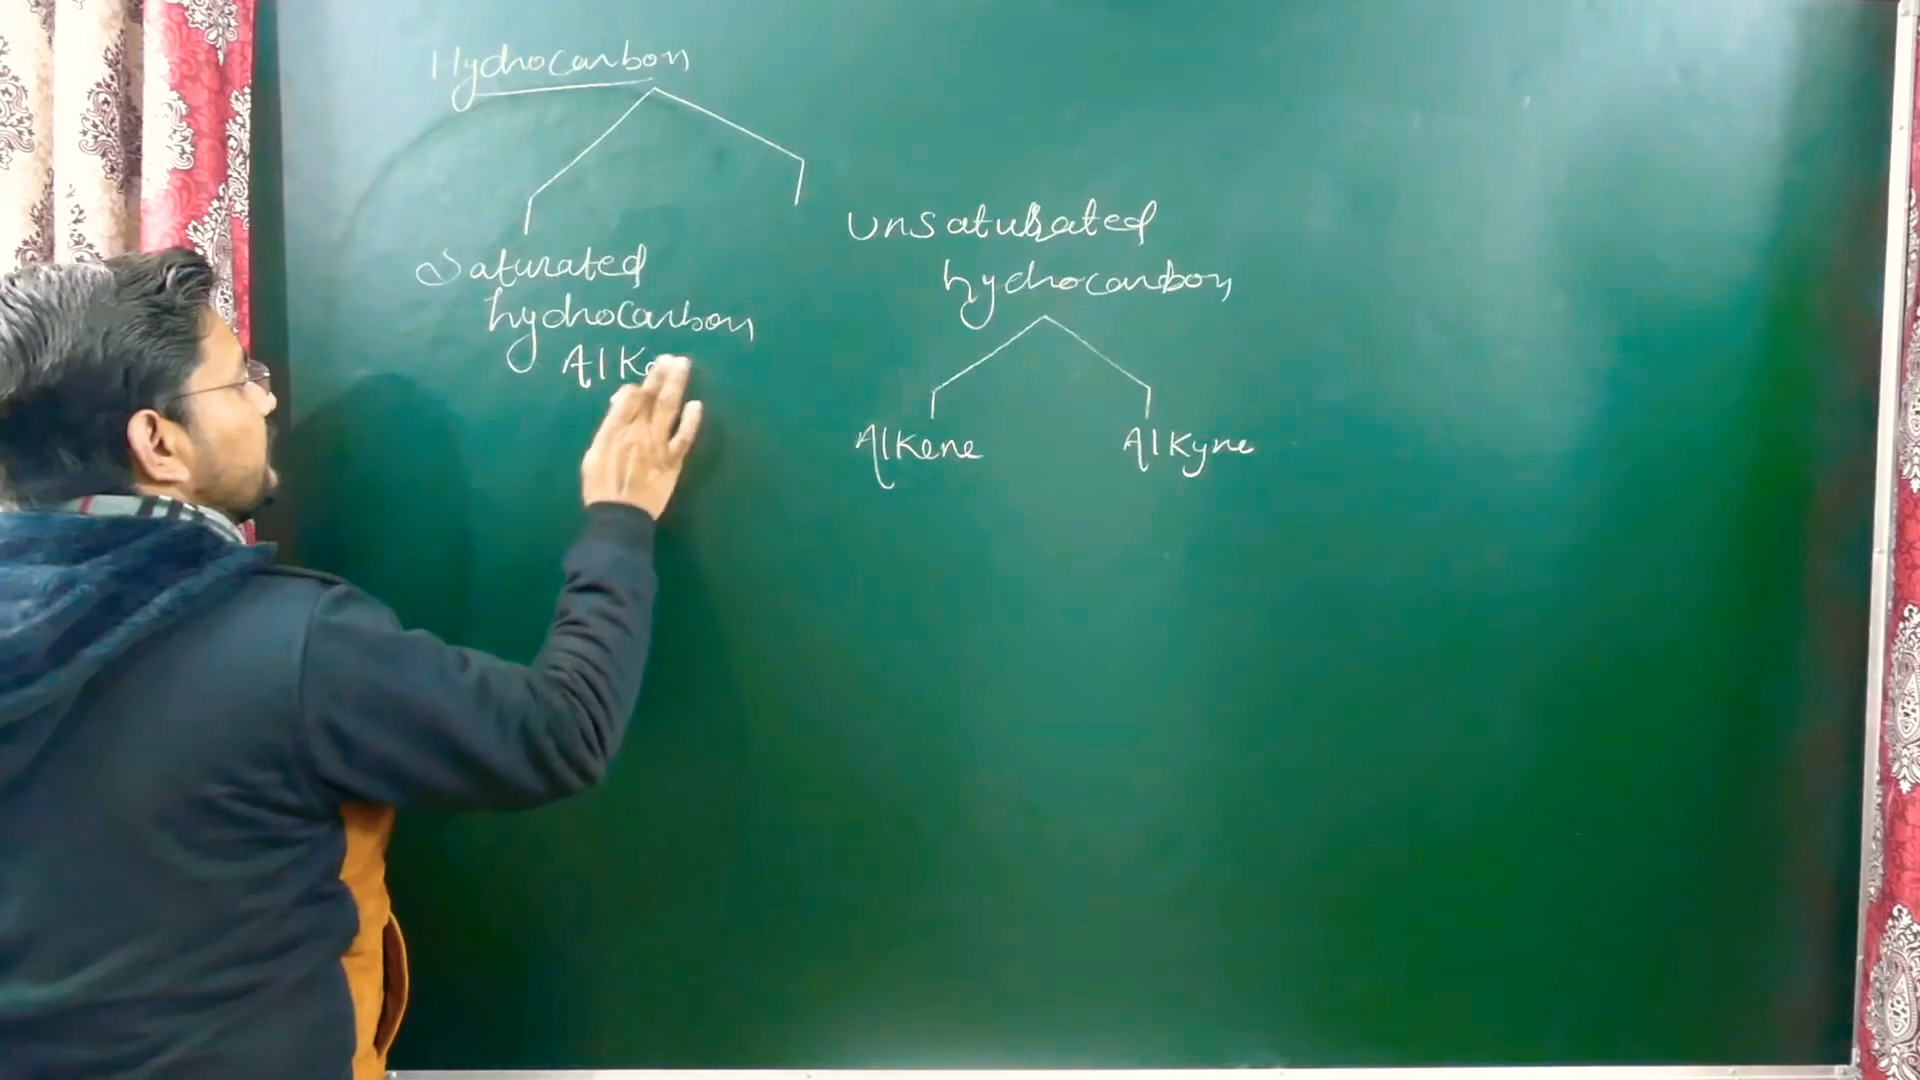 Hydrocarbon
Saturated
hydrocarbon
Unsaturated
hydrocarbon
Alkene
Alkyne